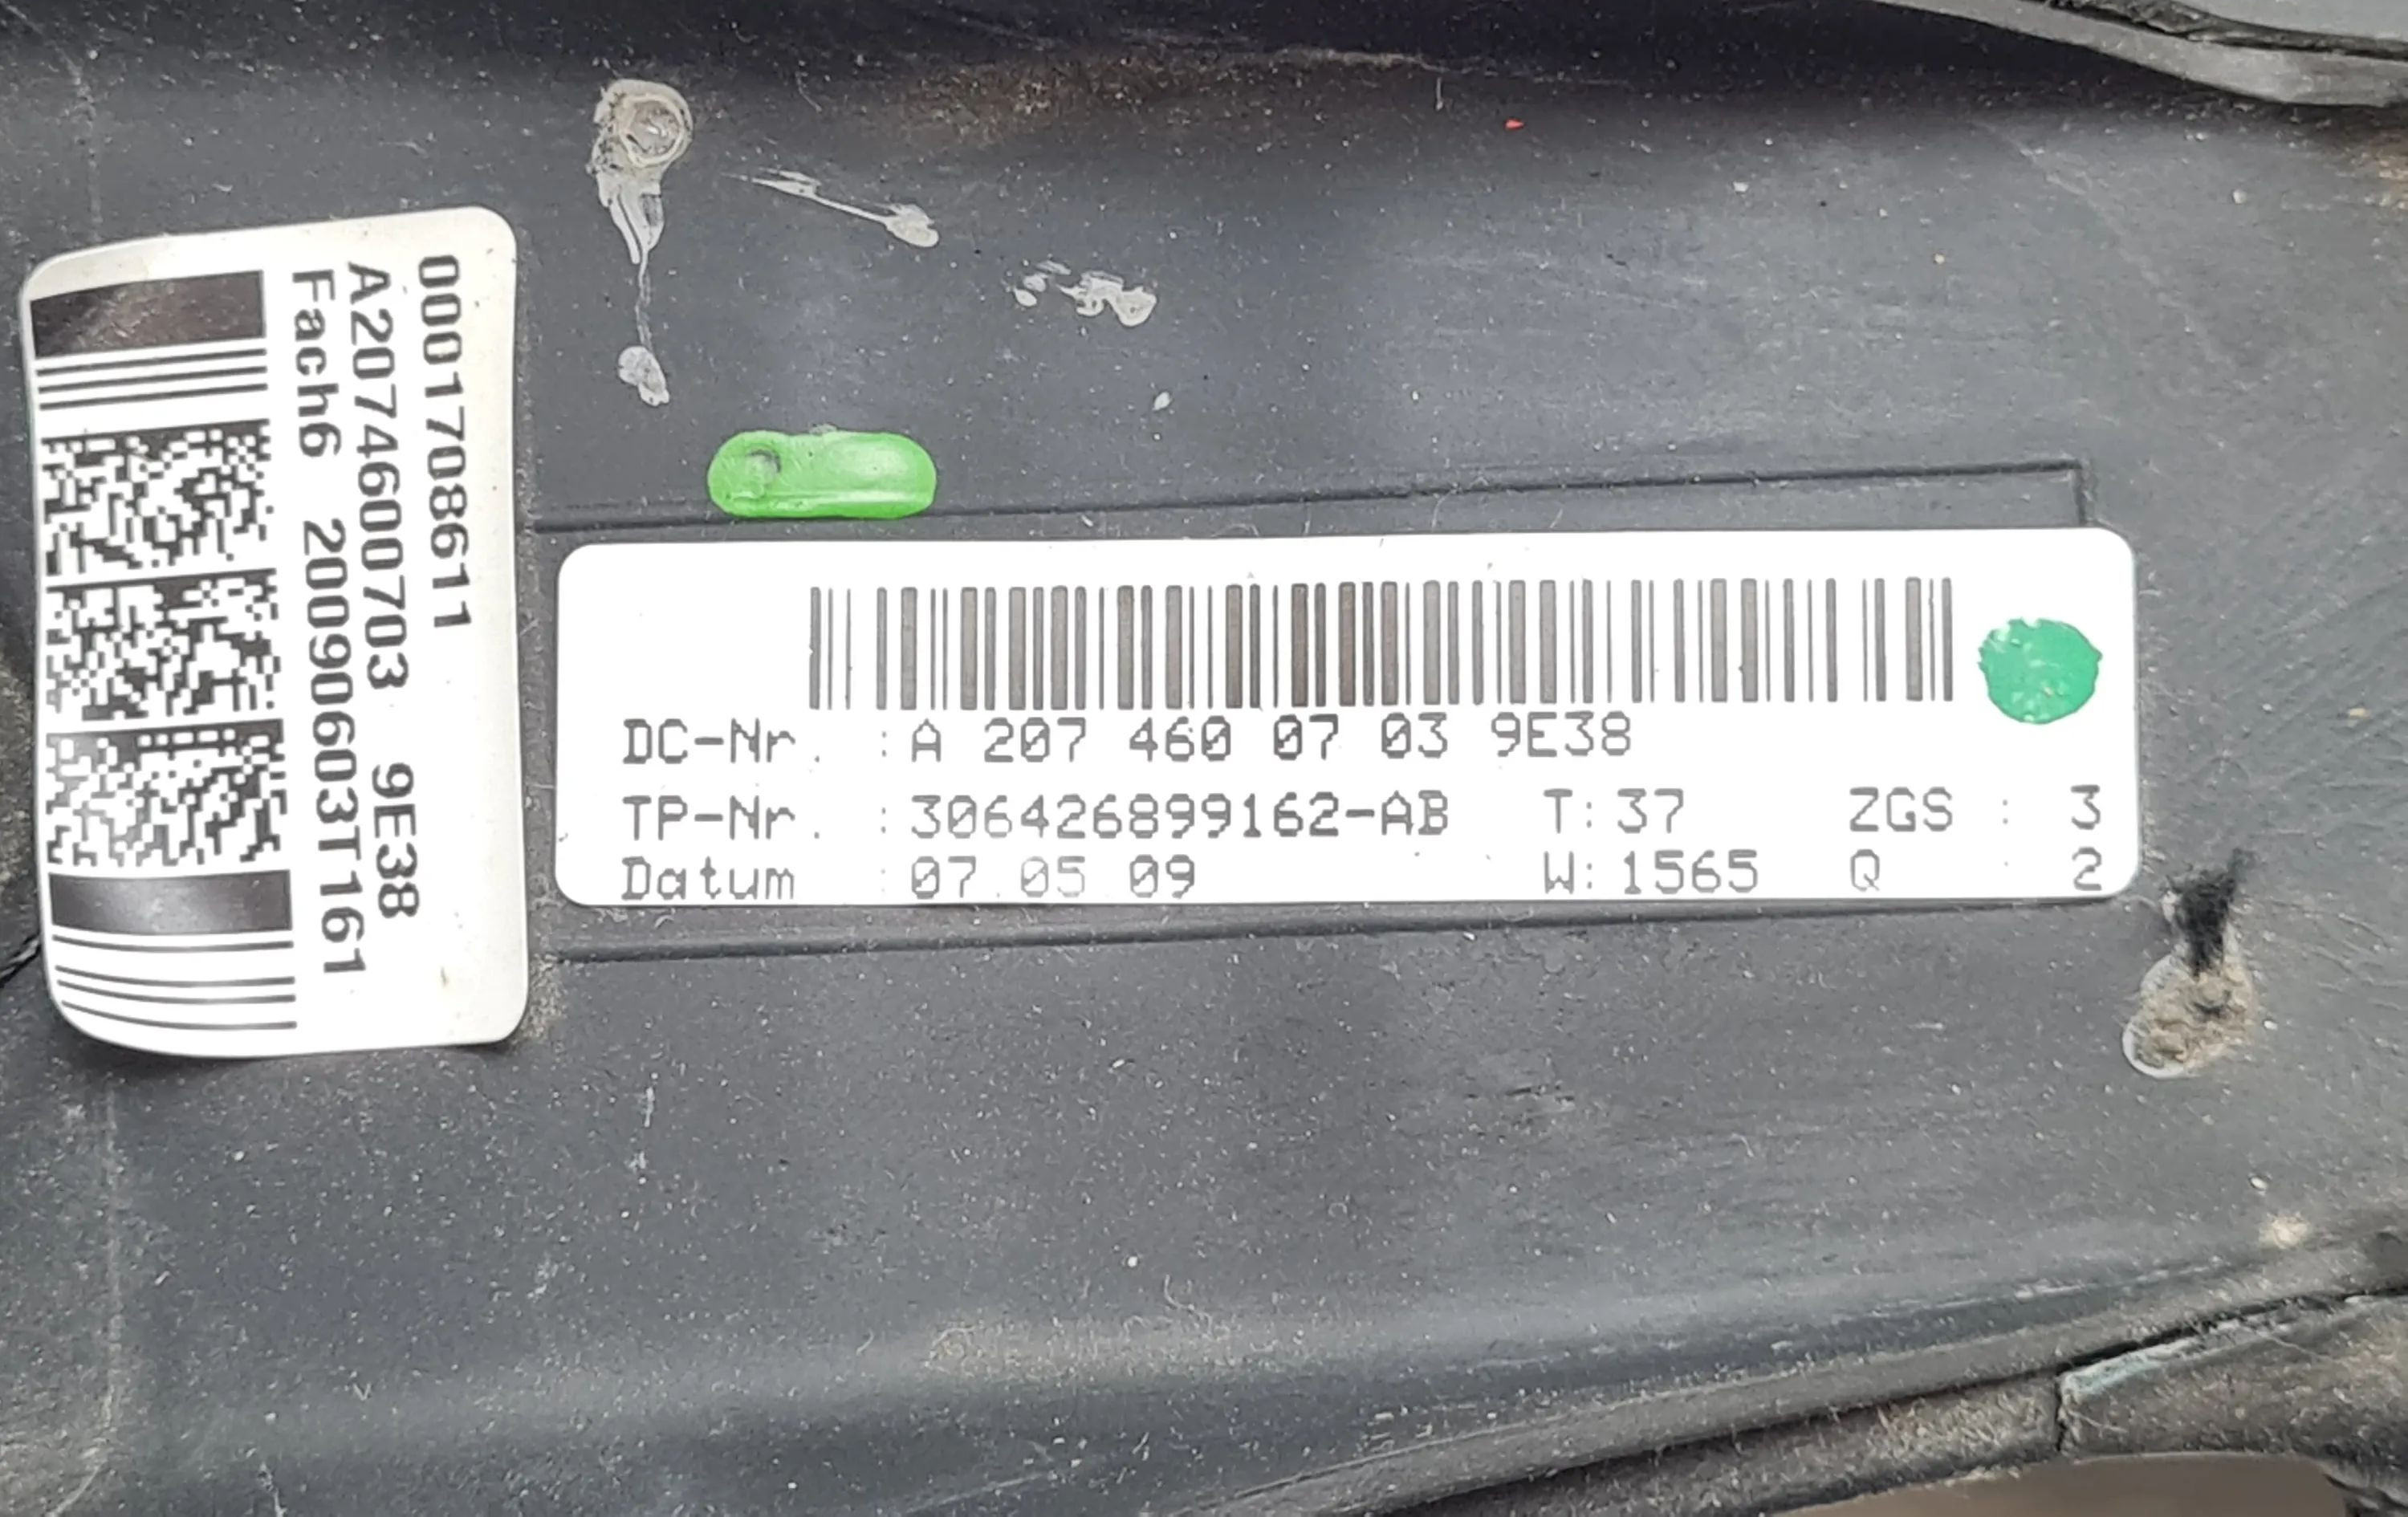 0001708611
A2074600703 9E38
Fach6 20090603T161
DC-Nr. : A 207 460 07 03 9E38
TP-Nr. : 306426899162-AB T: 37 ZGS : 3
Datum : 07.05.09 W: 1565 Q : 2